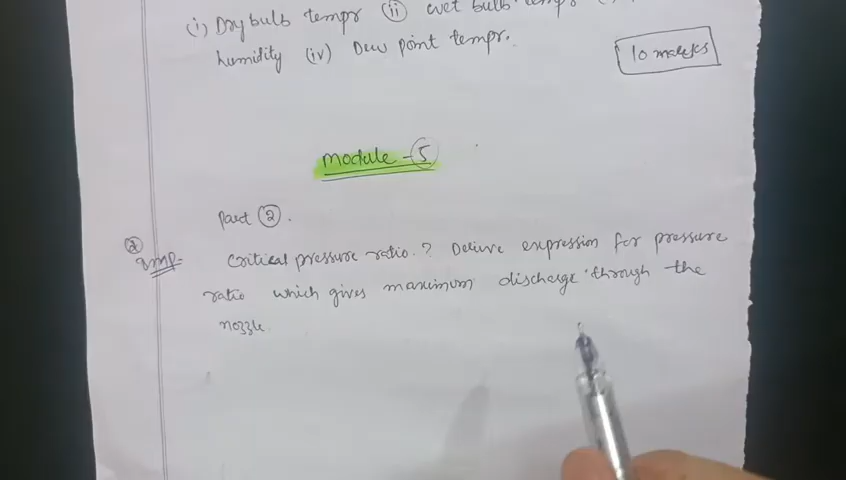 (i) Dry bulb tempr (ii) wet bulb temp
humidity (iv) Dew point tempr.
10 marks
module - 5
Part 2.
Imp
Critical pressure ratio.? Derive expression for pressure
ratio which gives maximum discharge through the
nozzle.